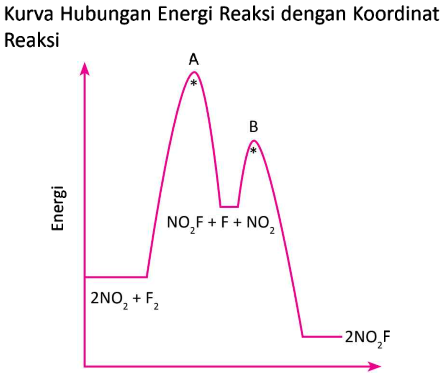 Kurva Hubungan Energi Reaksi dengan Koordinat
Reaksi
A
*
B
*
Energi
NO₂F + F + NO₂
2NO₂ + F₂
2NO₂F